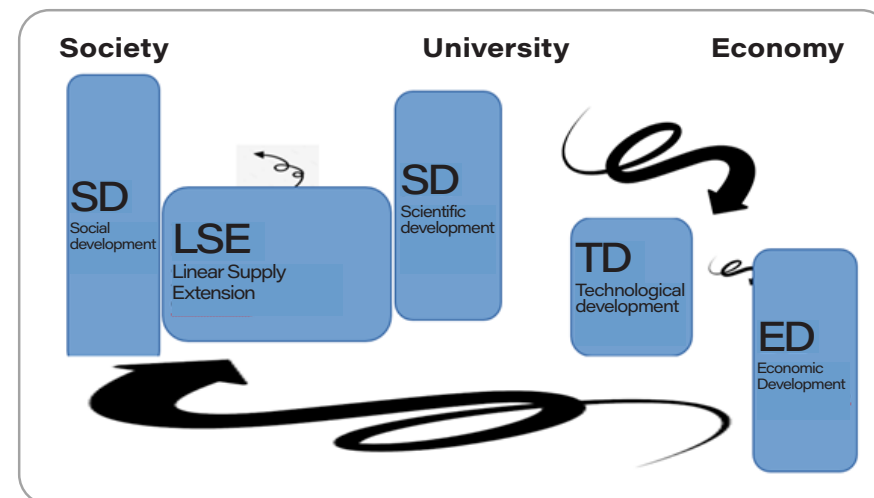 Society University Economy
SD
Social
development
LSE
Linear Supply
Extension
SD
Scientific
development
TD
Technological
development
ED
Economic
Development